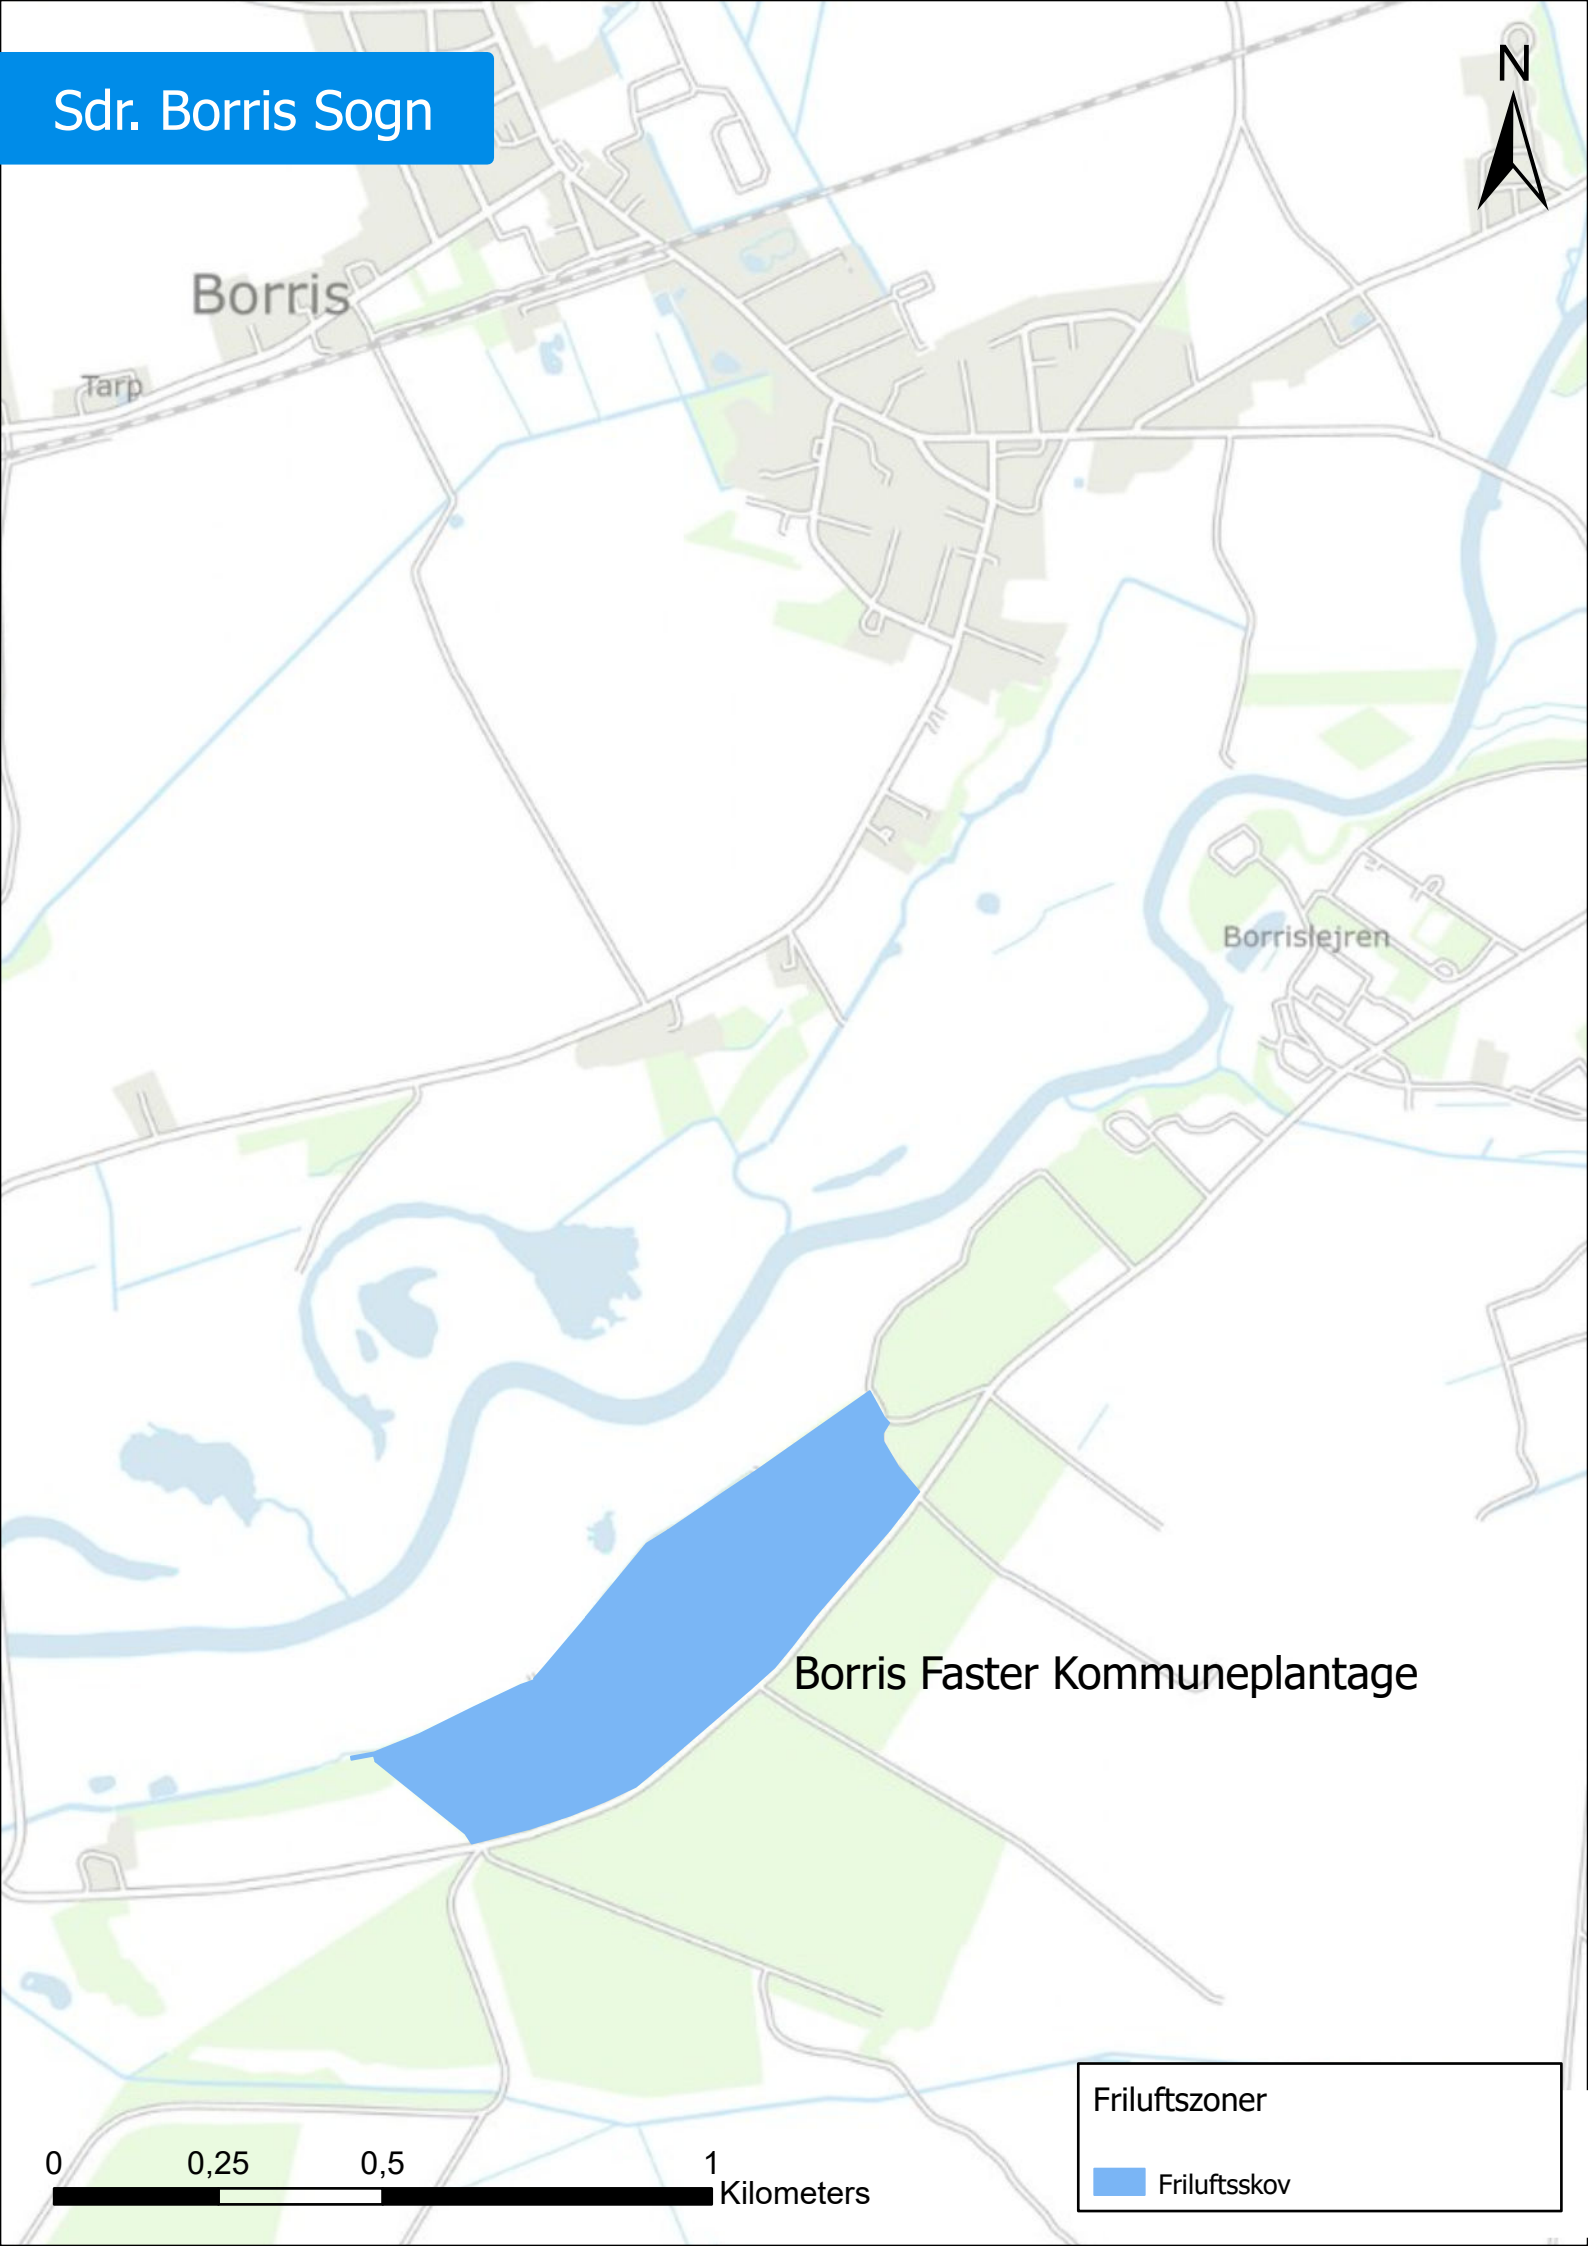 Sdr. Borris Sogn
N
Borris
Tarp
Borrislejren
Borris Faster Kommuneplantage
Friluftszoner
Friluftsskov
0 0,25 0,5 1
Kilometers